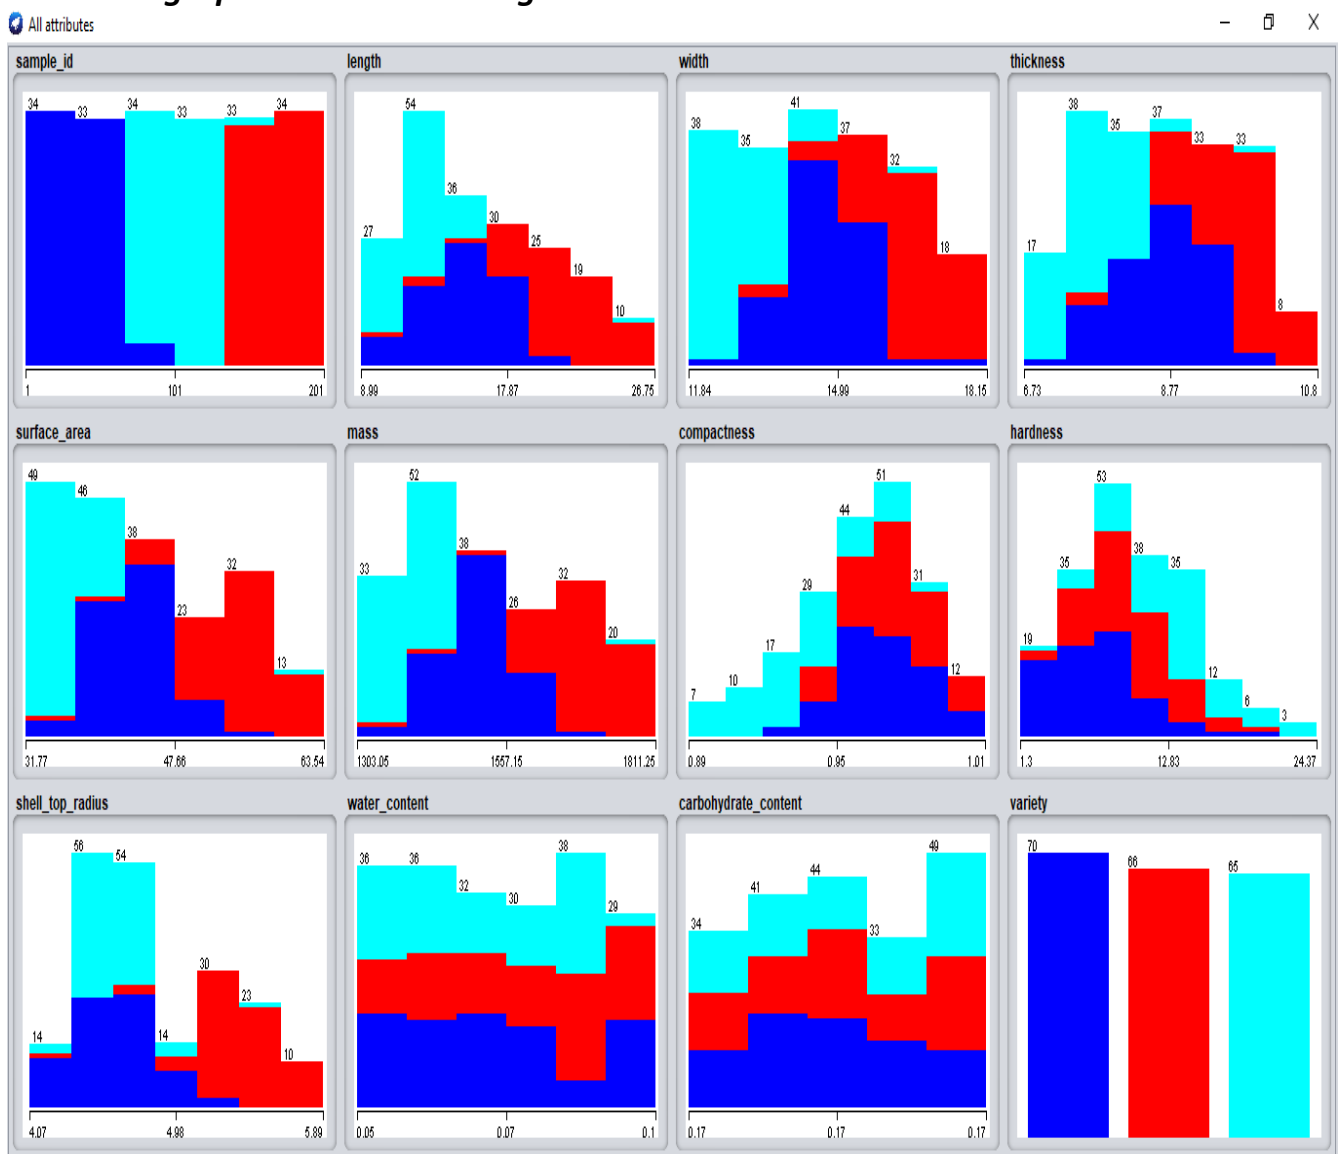 All attributes
sample_id length width thickness
34 33 34 33 33 34
1 101 201
27 54 36 30 25 19 10
8.99 17.87 26.75
38 35 41 37 32 18
11.84 14.99 18.15
17 38 35 37 33 33 8
6.73 8.77 10.8
surface_area mass compactness hardness
49 46 38 23 32 13
31.77 47.66 63.54
33 52 38 26 32 20
1303.05 1557.15 1811.25
7 10 17 29 44 51 31 12
0.89 0.95 1.01
19 35 53 38 35 12 6 3
1.3 12.83 24.37
shell_top_radius water_content carbohydrate_content variety
14 56 54 14 30 23 10
4.07 4.98 5.89
36 36 32 30 38 29
0.05 0.07 0.1
34 41 44 33 49
0.17 0.17 0.17
70 66 65